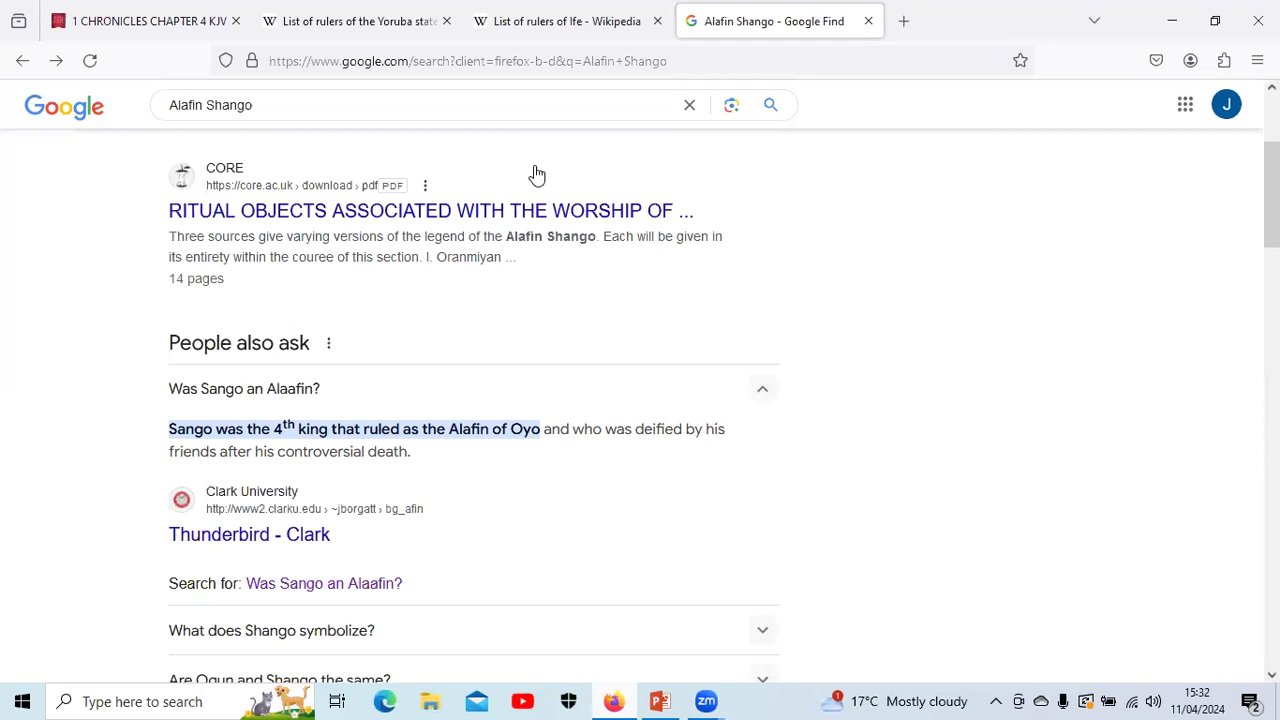 1 CHRONICLES CHAPTER 4 KJV
List of rulers of the Yoruba state
List of rulers of Ife - Wikipedia
Alafin Shango - Google Find
https://www.google.com/search?client=firefox-b-d&q=Alafin+Shango
Google
Alafin Shango
J
CORE
https://core.ac.uk › download › pdf PDF
RITUAL OBJECTS ASSOCIATED WITH THE WORSHIP OF ...
Three sources give varying versions of the legend of the Alafin Shango. Each will be given in
its entirety within the couree of this section. I. Oranmiyan ...
14 pages
People also ask
Was Sango an Alaafin?
Sango was the 4th king that ruled as the Alafin of Oyo and who was deified by his
friends after his controversial death.
Clark University
http://www2.clarku.edu › ~jborgatt › bg_afin
Thunderbird - Clark
Search for: Was Sango an Alaafin?
What does Shango symbolize?
Are Ogun and Shango the same?
Type here to search
zm
1
17°C Mostly cloudy
15:32
11/04/2024
2